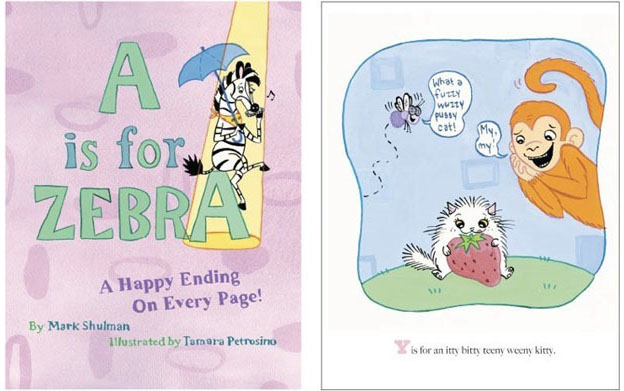 A
is for
ZEBRA
A Happy Ending
On Every Page!
By Mark Shulman
Illustrated by Tamara Petrosino
What a
fuzzy
wuzzy
pussy
cat!
My,
my!
Y is for an itty bitty teeny weeny kitty.